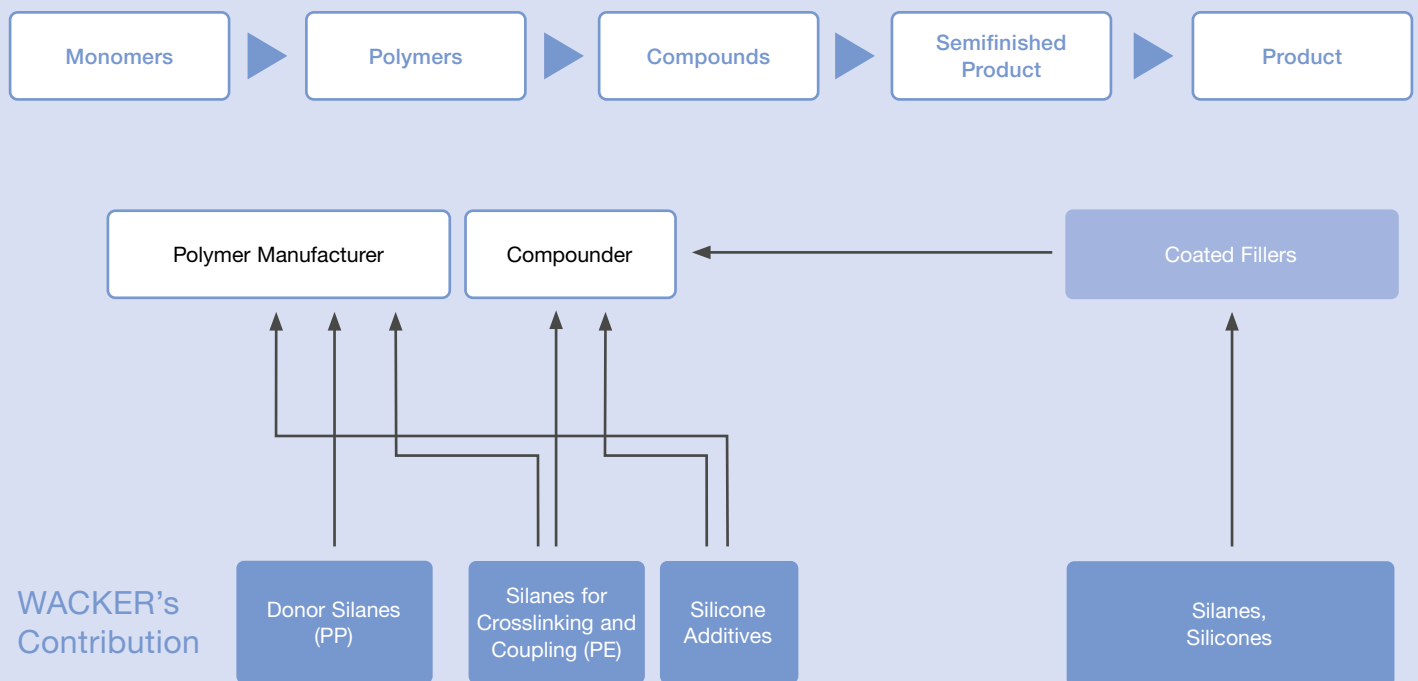 Monomers
Polymers
Compounds
Semifinished
Product
Product
Polymer Manufacturer
Compounder
Coated Fillers
WACKER's
Contribution
Donor Silanes
(PP)
Silanes for
Crosslinking and
Coupling (PE)
Silicone
Additives
Silanes,
Silicones